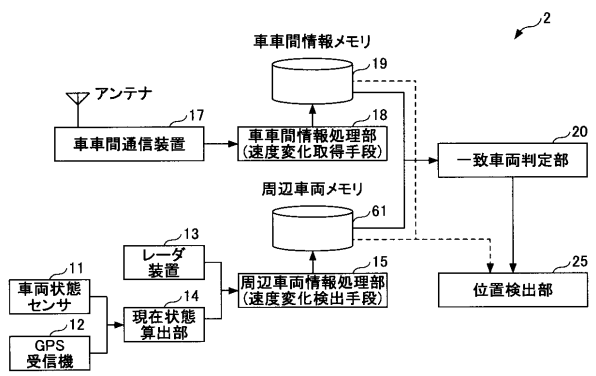 2
車車間情報メモリ
19
アンテナ
17
車車間通信装置
18
車車間情報処理部
(速度変化取得手段)
20
一致車両判定部
周辺車両メモリ
61
13
レーダ
装置
11
車両状態
センサ
14
現在状態
算出部
15
周辺車両情報処理部
(速度変化検出手段)
25
位置検出部
12
GPS
受信機